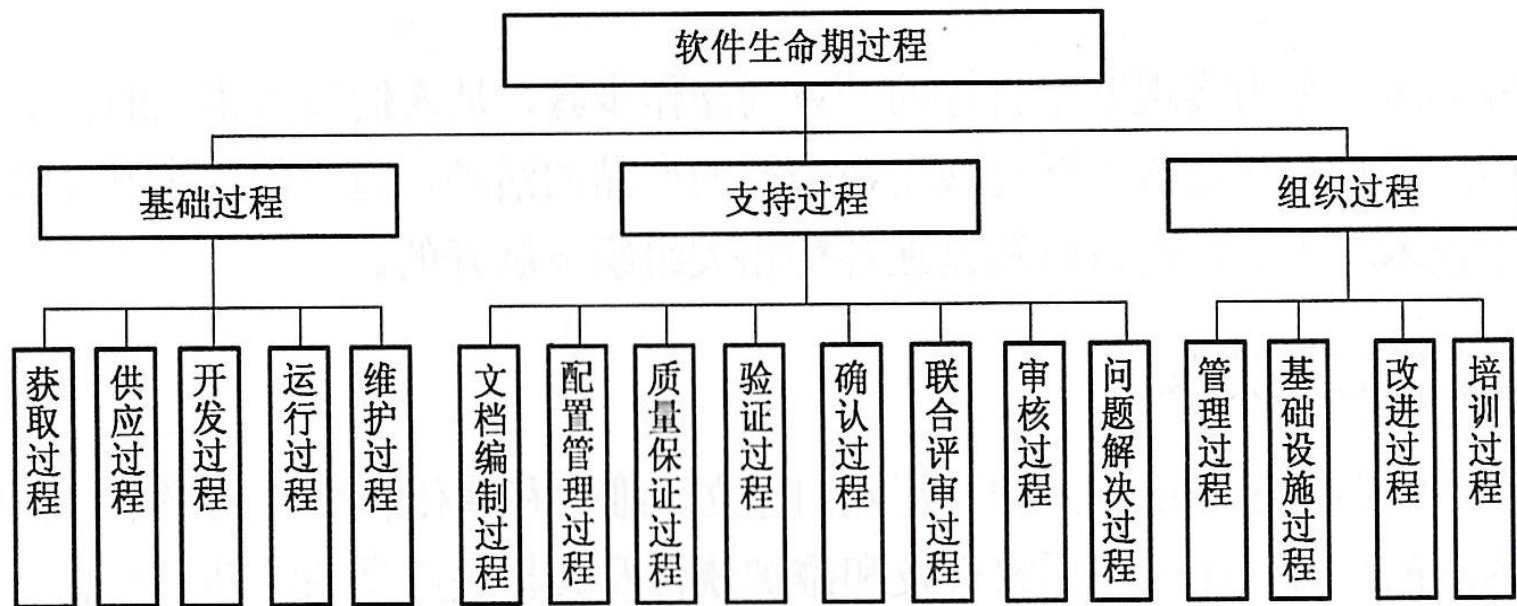 软件生命期过程
基础过程
支持过程
组织过程
获取过程
供应过程
开发过程
运行过程
维护过程
文档编制过程
配置管理过程
质量保证过程
验证过程
确认过程
联合评审过程
审核过程
问题解决过程
管理过程
基础设施过程
改进过程
培训过程